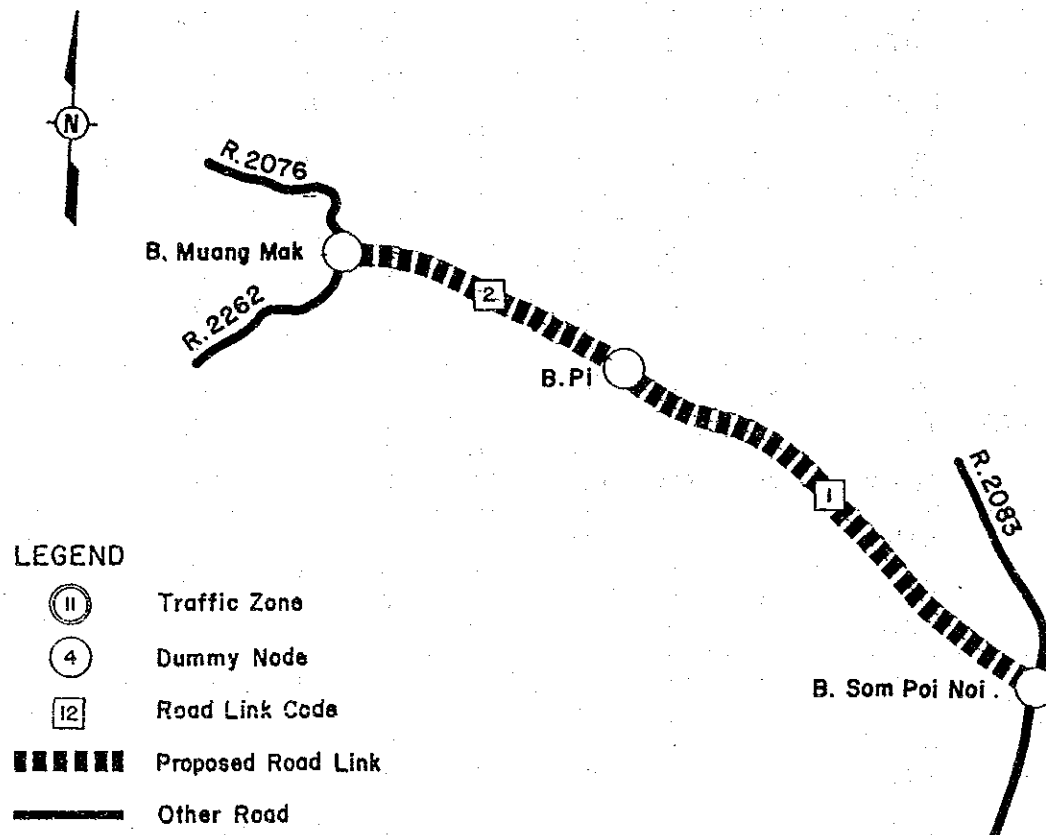 N
R.2076
B. Muang Mak
R.2262
2
B. Pi
1
R.2083
B. Som Poi Noi .
LEGEND
11 Traffic Zone
4 Dummy Node
12 Road Link Code
Proposed Road Link
Other Road